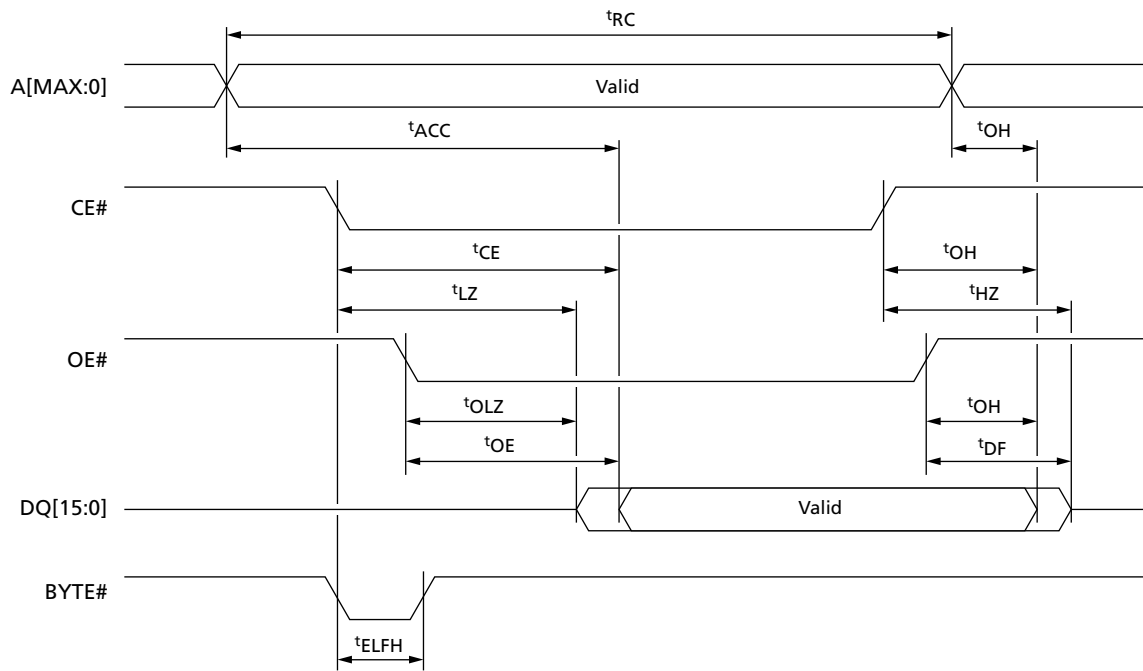 tRC
A[MAX:0]
Valid
tACC
tOH
CE#
tCE
tOH
tLZ
tHZ
OE#
tOLZ
tOH
tOE
tDF
DQ[15:0]
Valid
BYTE#
tELFH